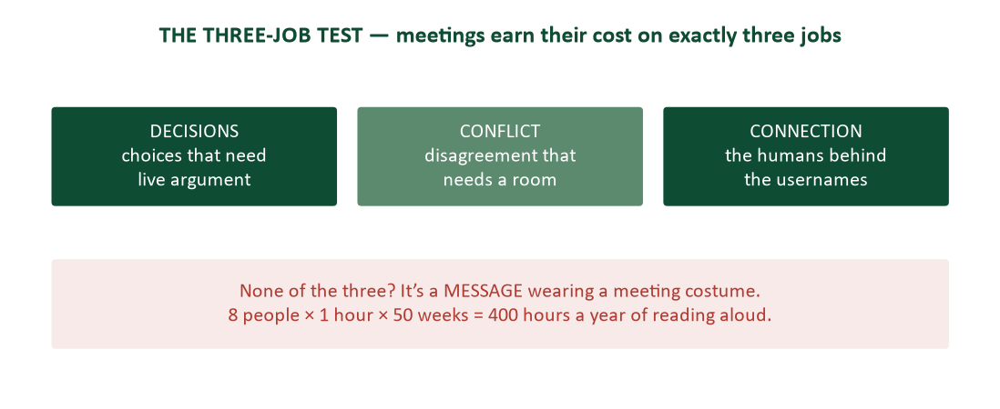 THE THREE-JOB TEST — meetings earn their cost on exactly three jobs
DECISIONS
choices that need
live argument
CONFLICT
disagreement that
needs a room
CONNECTION
the humans behind
the usernames
None of the three? It’s a MESSAGE wearing a meeting costume.
8 people × 1 hour × 50 weeks = 400 hours a year of reading aloud.